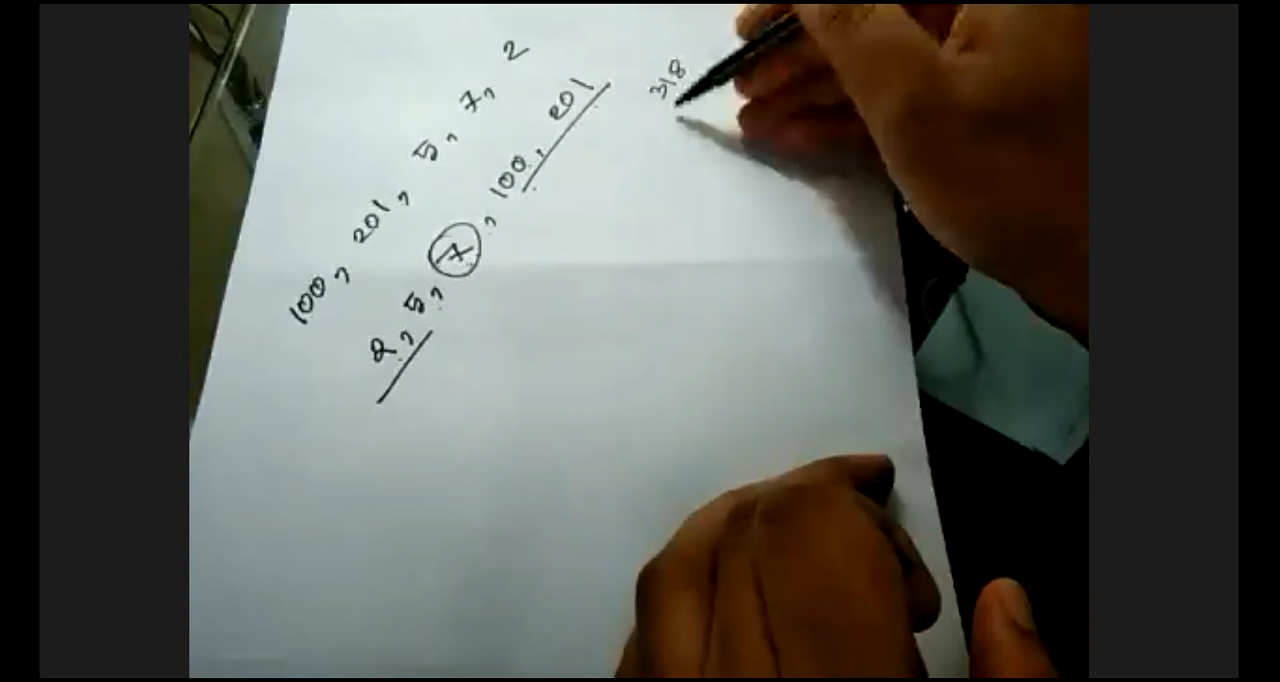 100, 201, 5, 7, 2
2, 5, 7, 100, 201
318